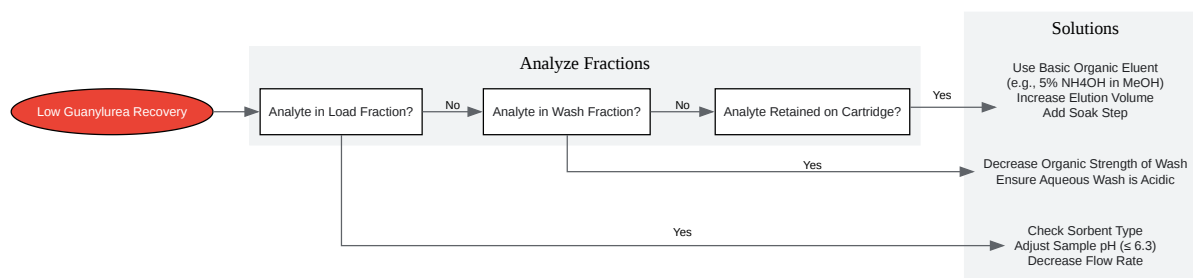 Solutions
Analyze Fractions
Use Basic Organic Eluent
(e.g., 5% NH4OH in MeOH)
Increase Elution Volume
Add Soak Step
Low Guanylurea Recovery
Analyte in Load Fraction?
No
Analyte in Wash Fraction?
No
Analyte Retained on Cartridge?
Yes
Yes
Decrease Organic Strength of Wash
Ensure Aqueous Wash is Acidic
Yes
Check Sorbent Type
Adjust Sample pH (≤ 6.3)
Decrease Flow Rate